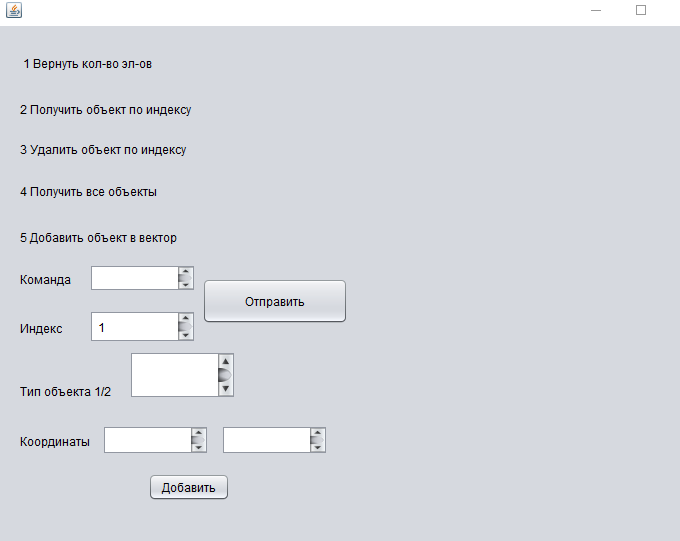 1 Вернуть кол-во эл-ов
2 Получить объект по индексу
3 Удалить объект по индексу
4 Получить все объекты
5 Добавить объект в вектор
Команда
Отправить
Индекс 1
Тип объекта 1/2
Координаты
Добавить